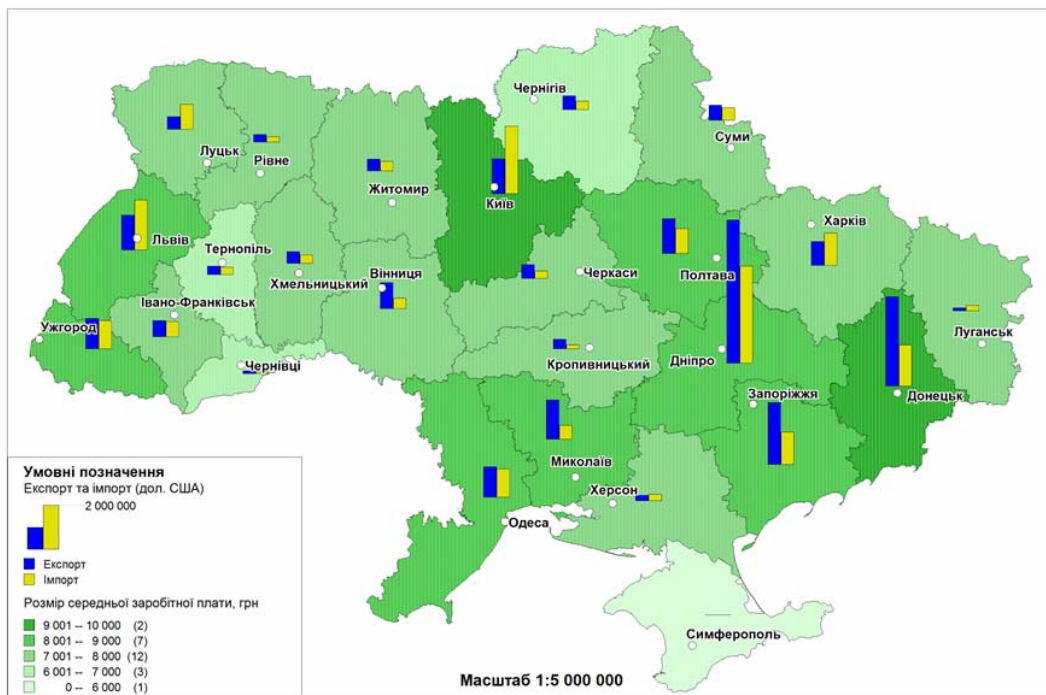 Чернігів
Суми
Луцьк
Рівне
Житомир
Київ
Харків
Львів
Тернопіль
Хмельницький
Вінниця
Черкаси
Полтава
Луганськ
Івано-Франківськ
Ужгород
Чернівці
Кропивницький
Дніпро
Донецьк
Запоріжжя
Миколаїв
Херсон
Одеса
Симферополь
Умовні позначення
Експорт та імпорт (дол. США)
2 000 000
Експорт
Імпорт
Розмір середньої заробітної плати, грн
9 001 -- 10 000 (2)
8 001 -- 9 000 (7)
7 001 -- 8 000 (12)
6 001 -- 7 000 (3)
0 -- 6 000 (1)
Масштаб 1:5 000 000